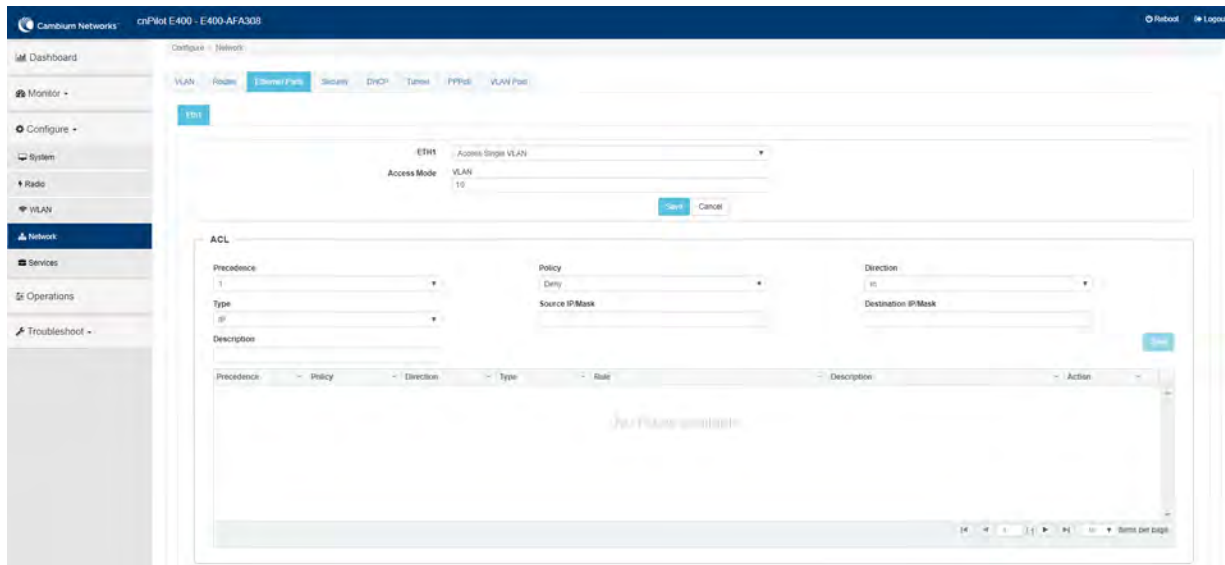 Cambium Networks
cnPilot E400 - E400-AFA308
Reboot
Logout
Dashboard
Monitor
Configure
System
Radio
WLAN
Network
Services
Operations
Troubleshoot
Configure > Network
VLAN Routes Ethernet Ports Security DHCP Tunnel PPPoE VLAN Pool
Eth1
ETH1 Access Single VLAN
Access Mode VLAN
10
Save Cancel
ACL
Precedence Policy Direction
1 Deny in
Type Source IP/Mask Destination IP/Mask
IP
Description
Save
Precedence Policy Direction Type Rule Description Action
No Rules available
1 10 items per page